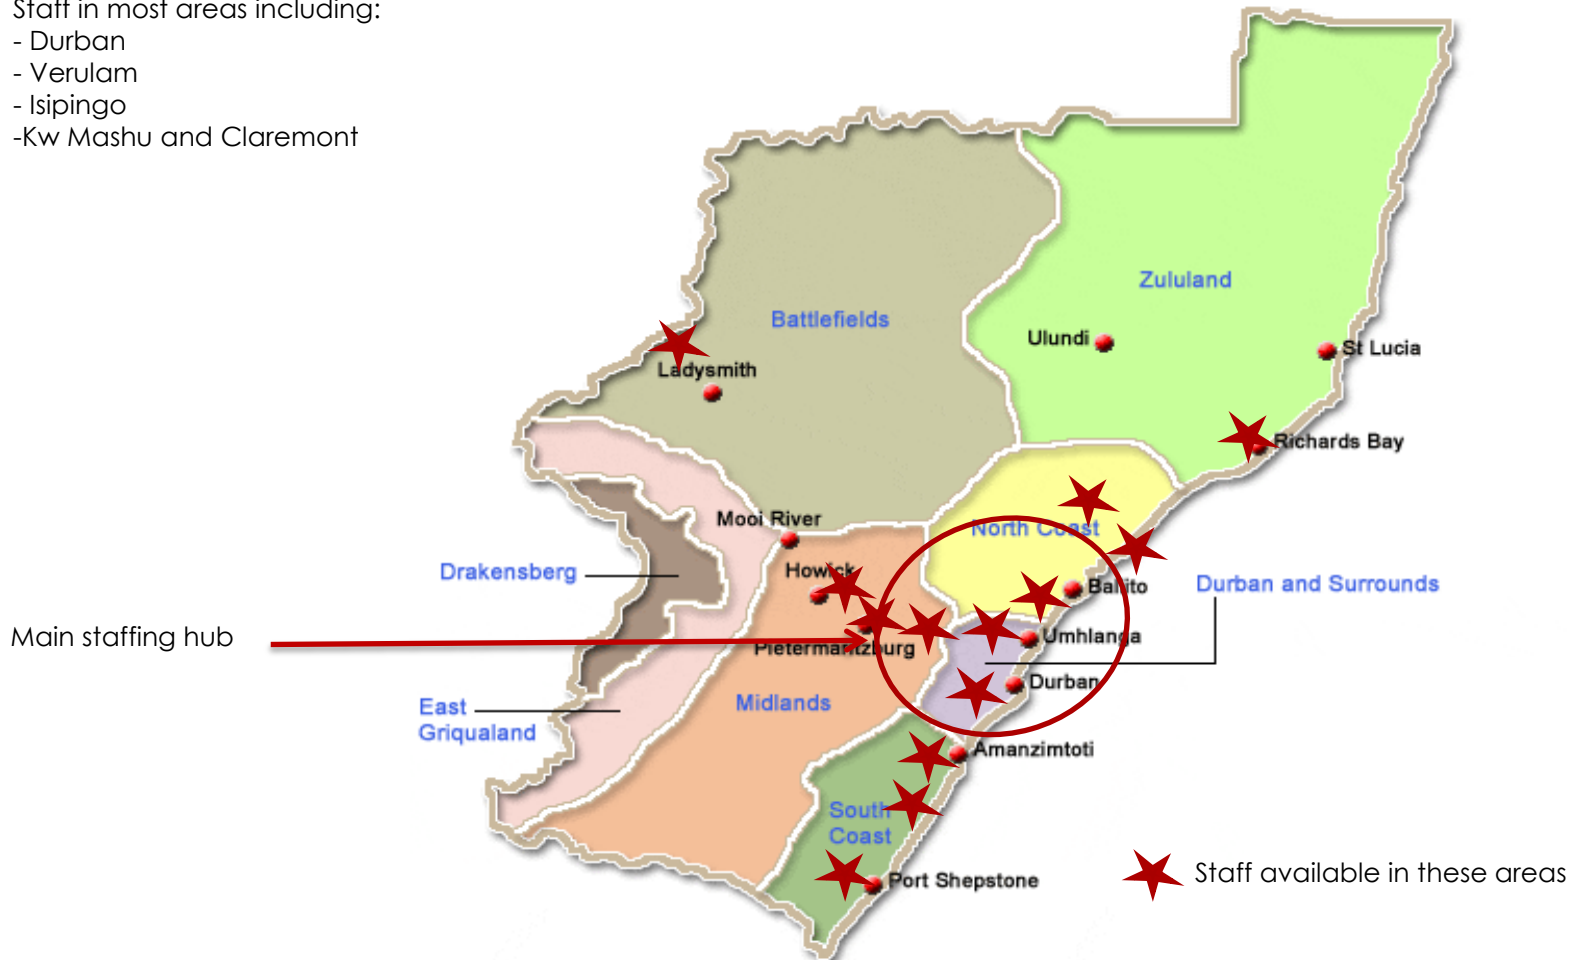 Staff in most areas including:
- Durban
- Verulam
- Isipingo
-Kw Mashu and Claremont
Zululand
Battlefields
Ulundi
St Lucia
Ladysmith
Richards Bay
Mooi River
North Coast
Howick
Drakensberg
Ballito
Durban and Surrounds
Main staffing hub
Umhlanga
Pietermaritzburg
Durban
Midlands
East
Griqualand
Amanzimtoti
South
Coast
Port Shepstone
Staff available in these areas